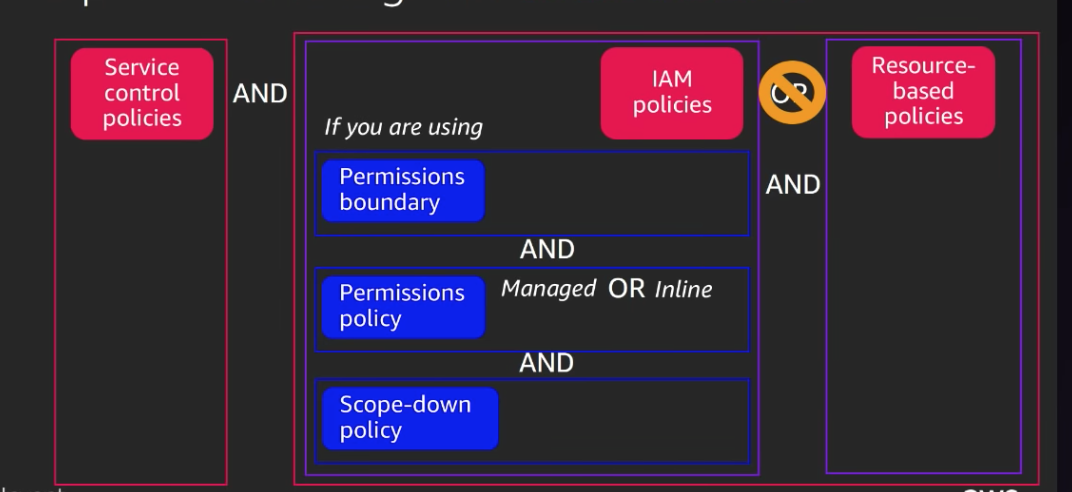 Service
control
policies
AND
If you are using
IAM
policies
OR
AND
Resource-
based
policies
Permissions
boundary
AND
Permissions
policy
Managed OR Inline
AND
Scope-down
policy